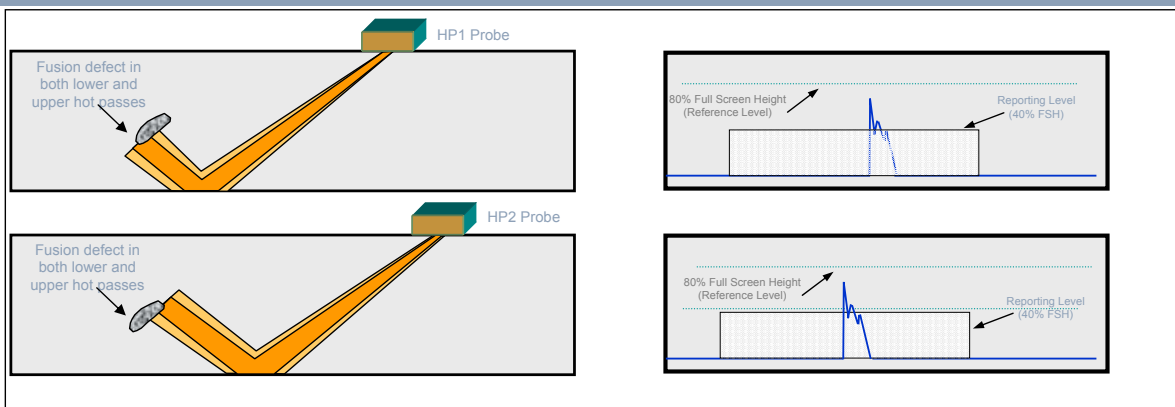 HP1 Probe
Fusion defect in
both lower and
upper hot passes
80% Full Screen Height
(Reference Level)
Reporting Level
(40% FSH)
HP2 Probe
Fusion defect in
both lower and
upper hot passes
80% Full Screen Height
(Reference Level)
Reporting Level
(40% FSH)